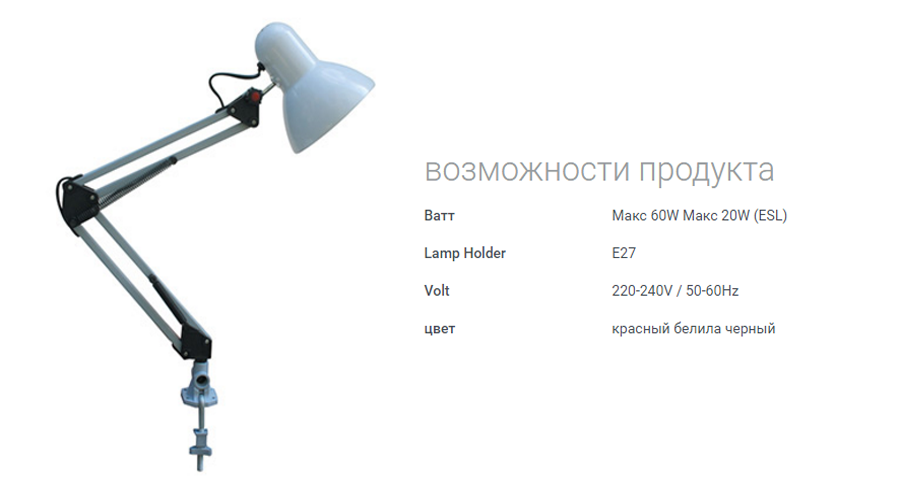 возможности продукта
Ватт Макс 60W Макс 20W (ESL)
Lamp Holder E27
Volt 220-240V / 50-60Hz
цвет красный белила черный